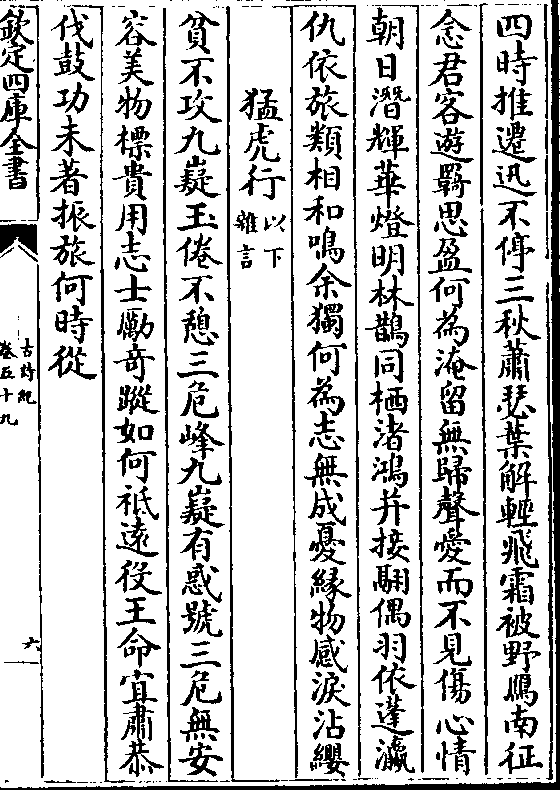 四時推遷迅不停三秋蕭瑟葉解輕飛霜被野鴈南征
念君客遊羇思盈何為淹留無歸聲愛而不見傷心情
朝日潛輝華燈明林鵲同栖渚鴻并接翮偶羽依蓬瀛
仇依旅類相和鳴余獨何為志無成憂緣物感淚沾纓
猛虎行以下
雜言
貧不攻九嶷玉倦不憩三危峰九嶷有惑號三危無安
容美物標貴用志士勵奇蹤如何祇遠役王命宜肅恭
伐鼓功未著振旅何時從
欽定四庫全書
古詩紀
卷五十九
六